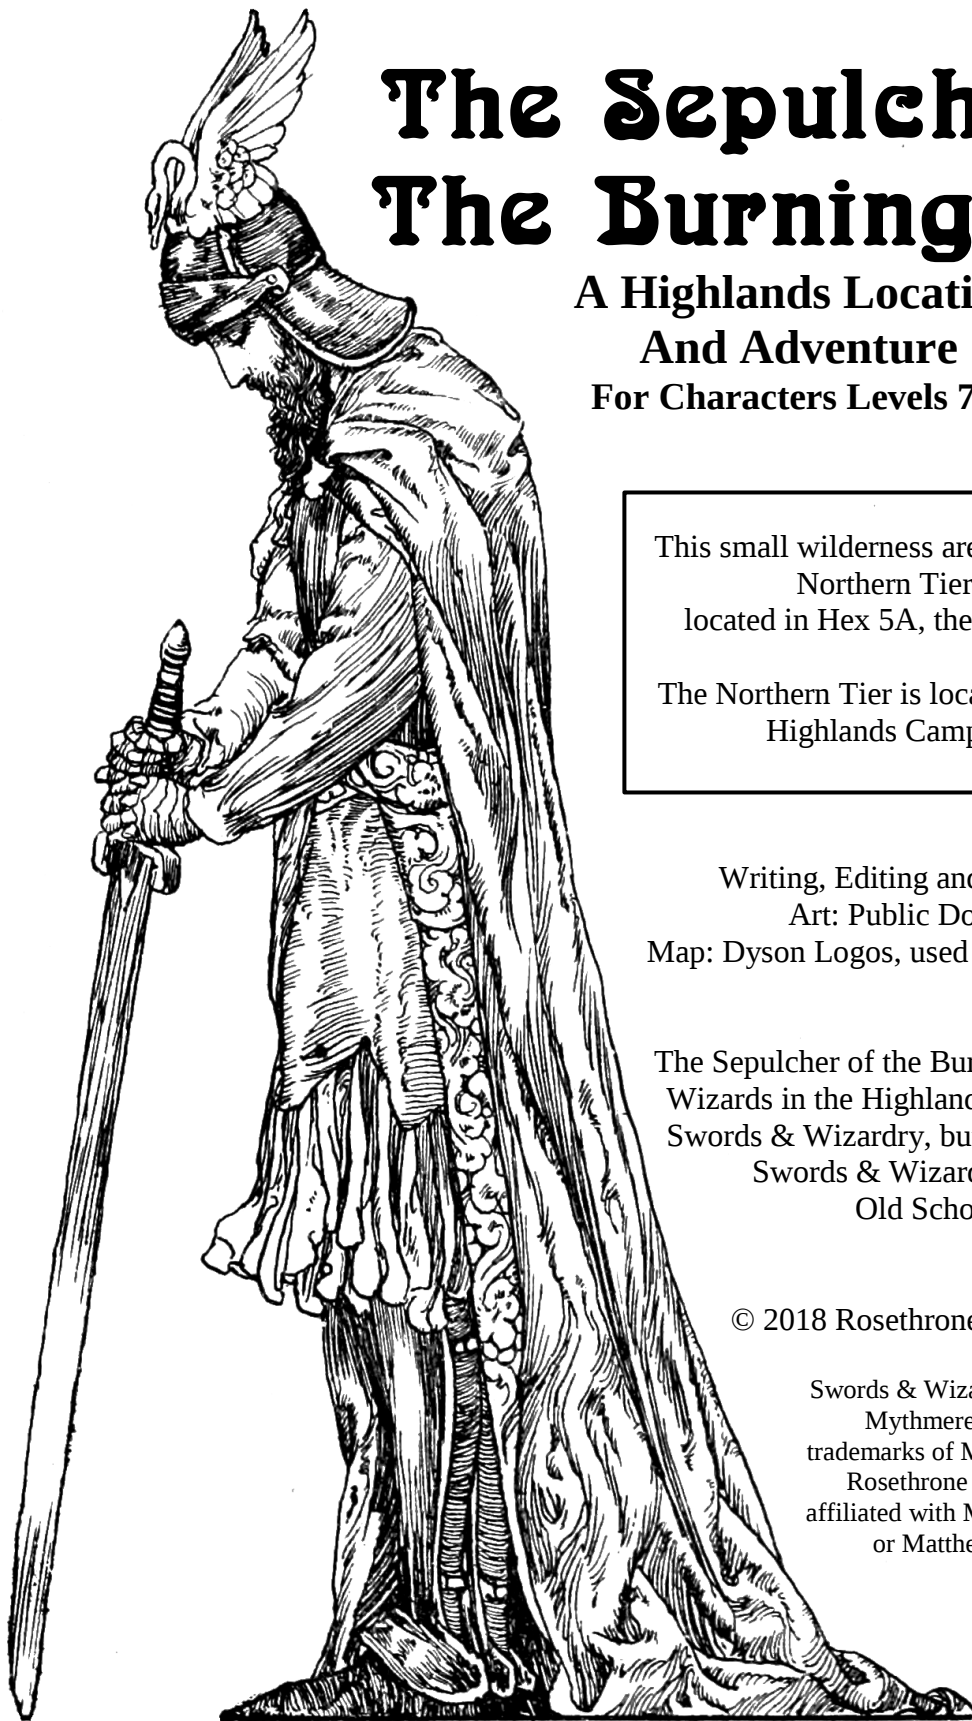 The Sepulch
The Burning
A Highlands Locati
And Adventure
For Characters Levels 7
This small wilderness are
Northern Tier
located in Hex 5A, the
The Northern Tier is loca
Highlands Camp
Writing, Editing and
Art: Public Do
Map: Dyson Logos, used
The Sepulcher of the Bur
Wizards in the Highland
Swords & Wizardry, bu
Swords & Wizard
Old Scho
© 2018 Rosethrone
Swords & Wiza
Mythmere
trademarks of M
Rosethrone
affiliated with M
or Matthe